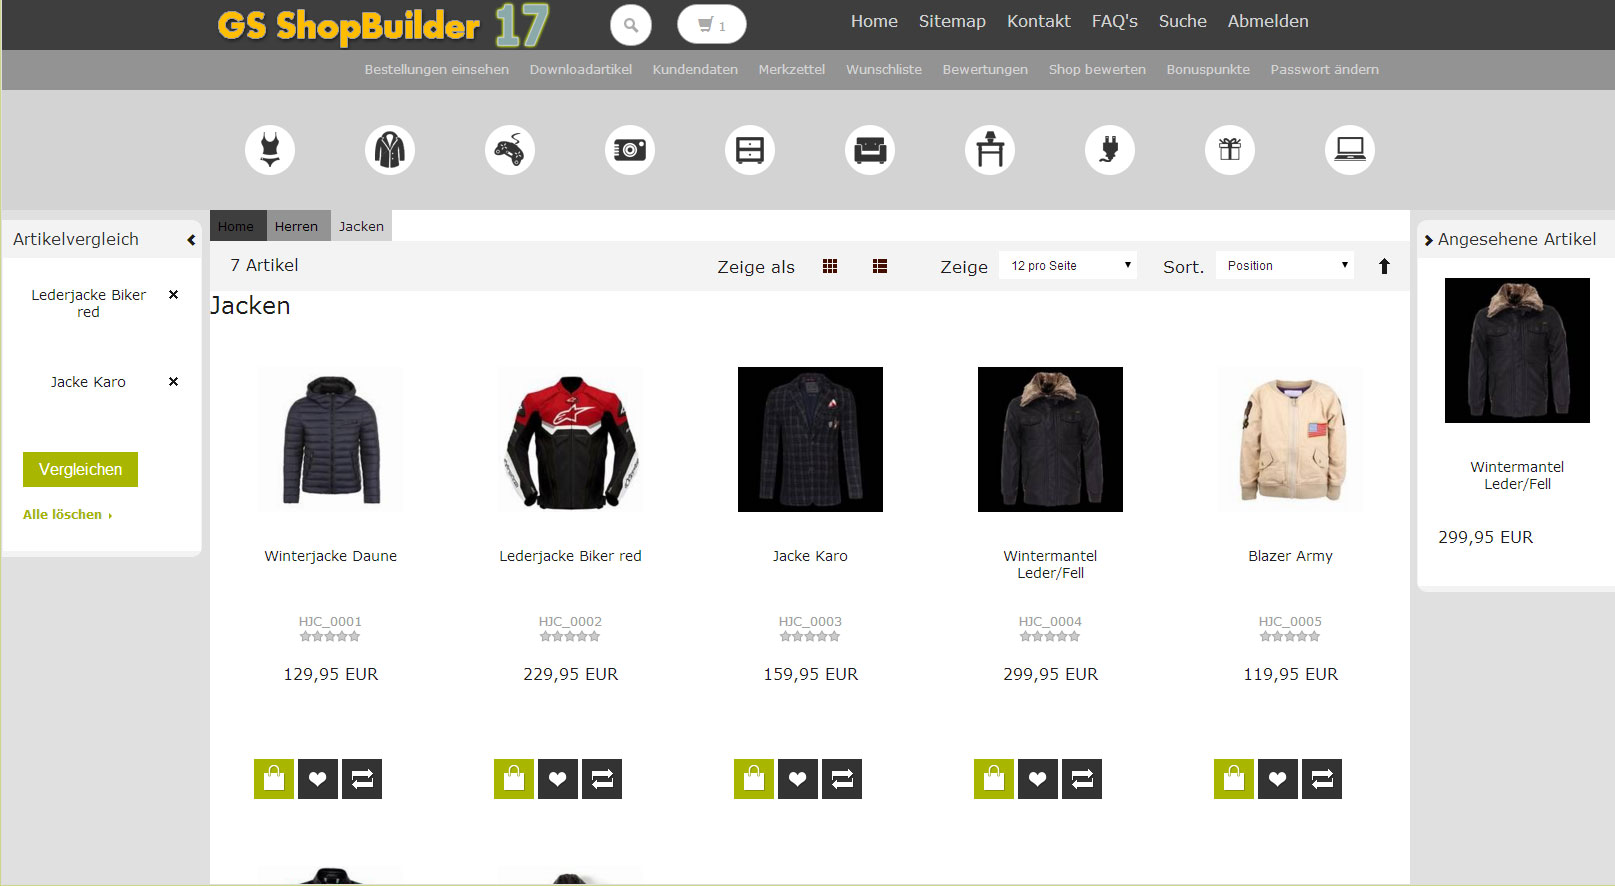 GS ShopBuilder 17
1
Home Sitemap Kontakt FAQ's Suche Abmelden
Bestellungen einsehen Downloadartikel Kundendaten Merkzettel Wunschliste Bewertungen Shop bewerten Bonuspunkte Passwort ändern
Artikelvergleich
Lederjacke Biker
red
Jacke Karo
Vergleichen
Alle löschen
Home Herren Jacken
7 Artikel Zeige als Zeige 12 pro Seite Sort. Position
Jacken
Winterjacke Daune
HJC_0001
129,95 EUR
Lederjacke Biker red
HJC_0002
229,95 EUR
Jacke Karo
HJC_0003
159,95 EUR
Wintermantel
Leder/Fell
HJC_0004
299,95 EUR
Blazer Army
HJC_0005
119,95 EUR
Angesehene Artikel
Wintermantel
Leder/Fell
299,95 EUR